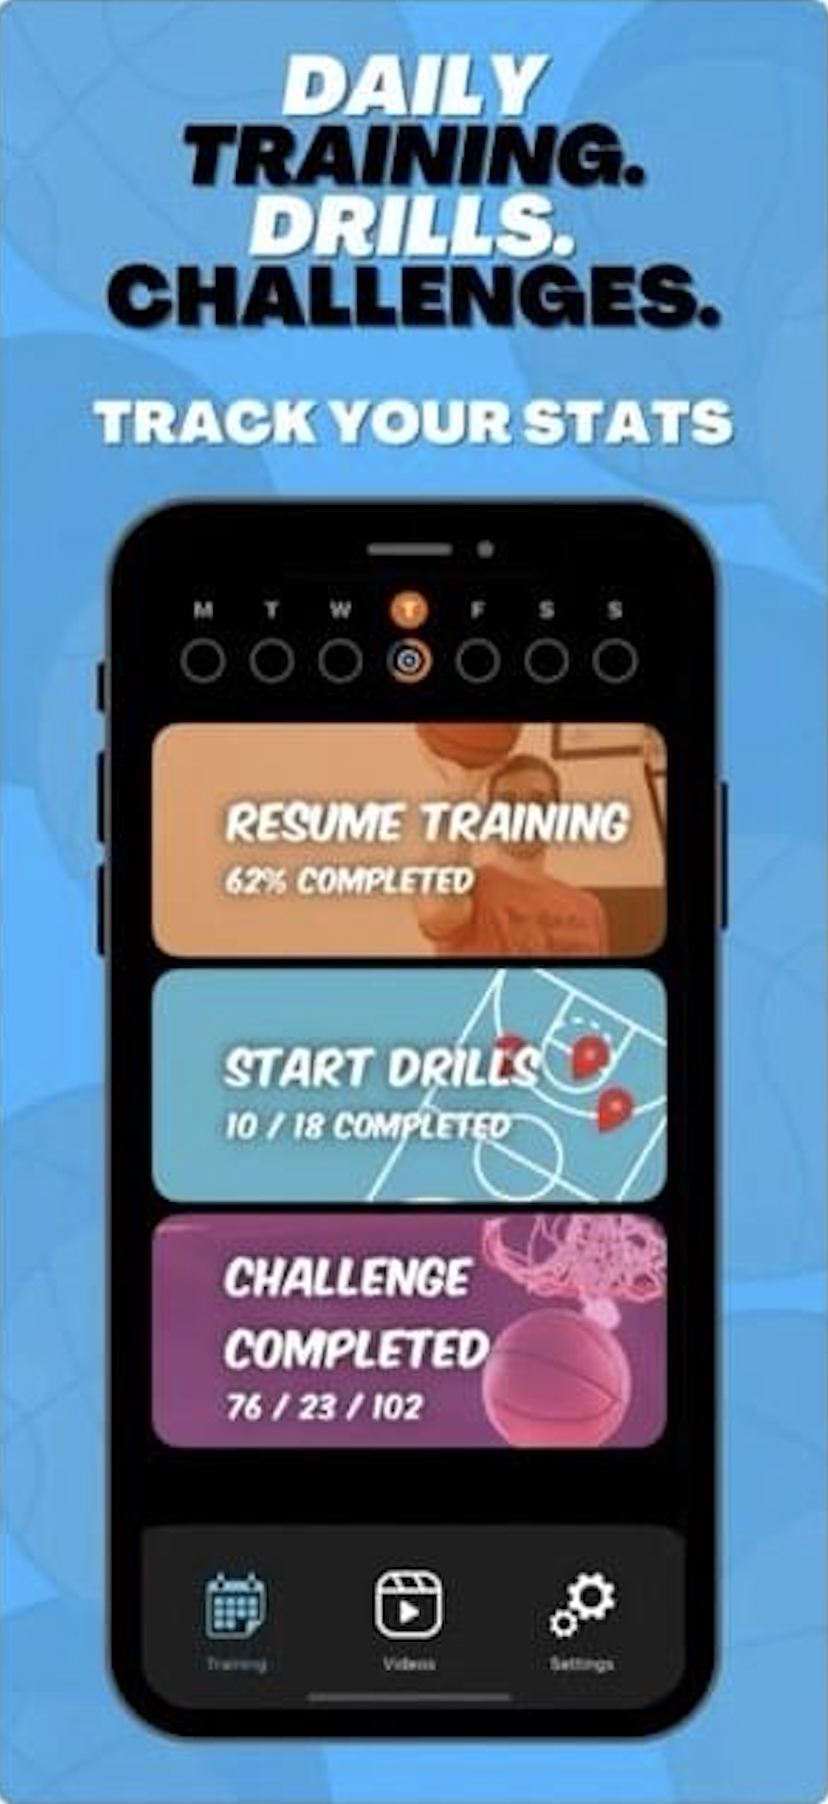 DAILY
TRAINING.
DRILLS.
CHALLENGES.
TRACK YOUR STATS
M T W T F S S
RESUME TRAINING
62% COMPLETED
START DRILLS
10 / 18 COMPLETED
CHALLENGE
COMPLETED
76 / 23 / 102
Training Videos Settings